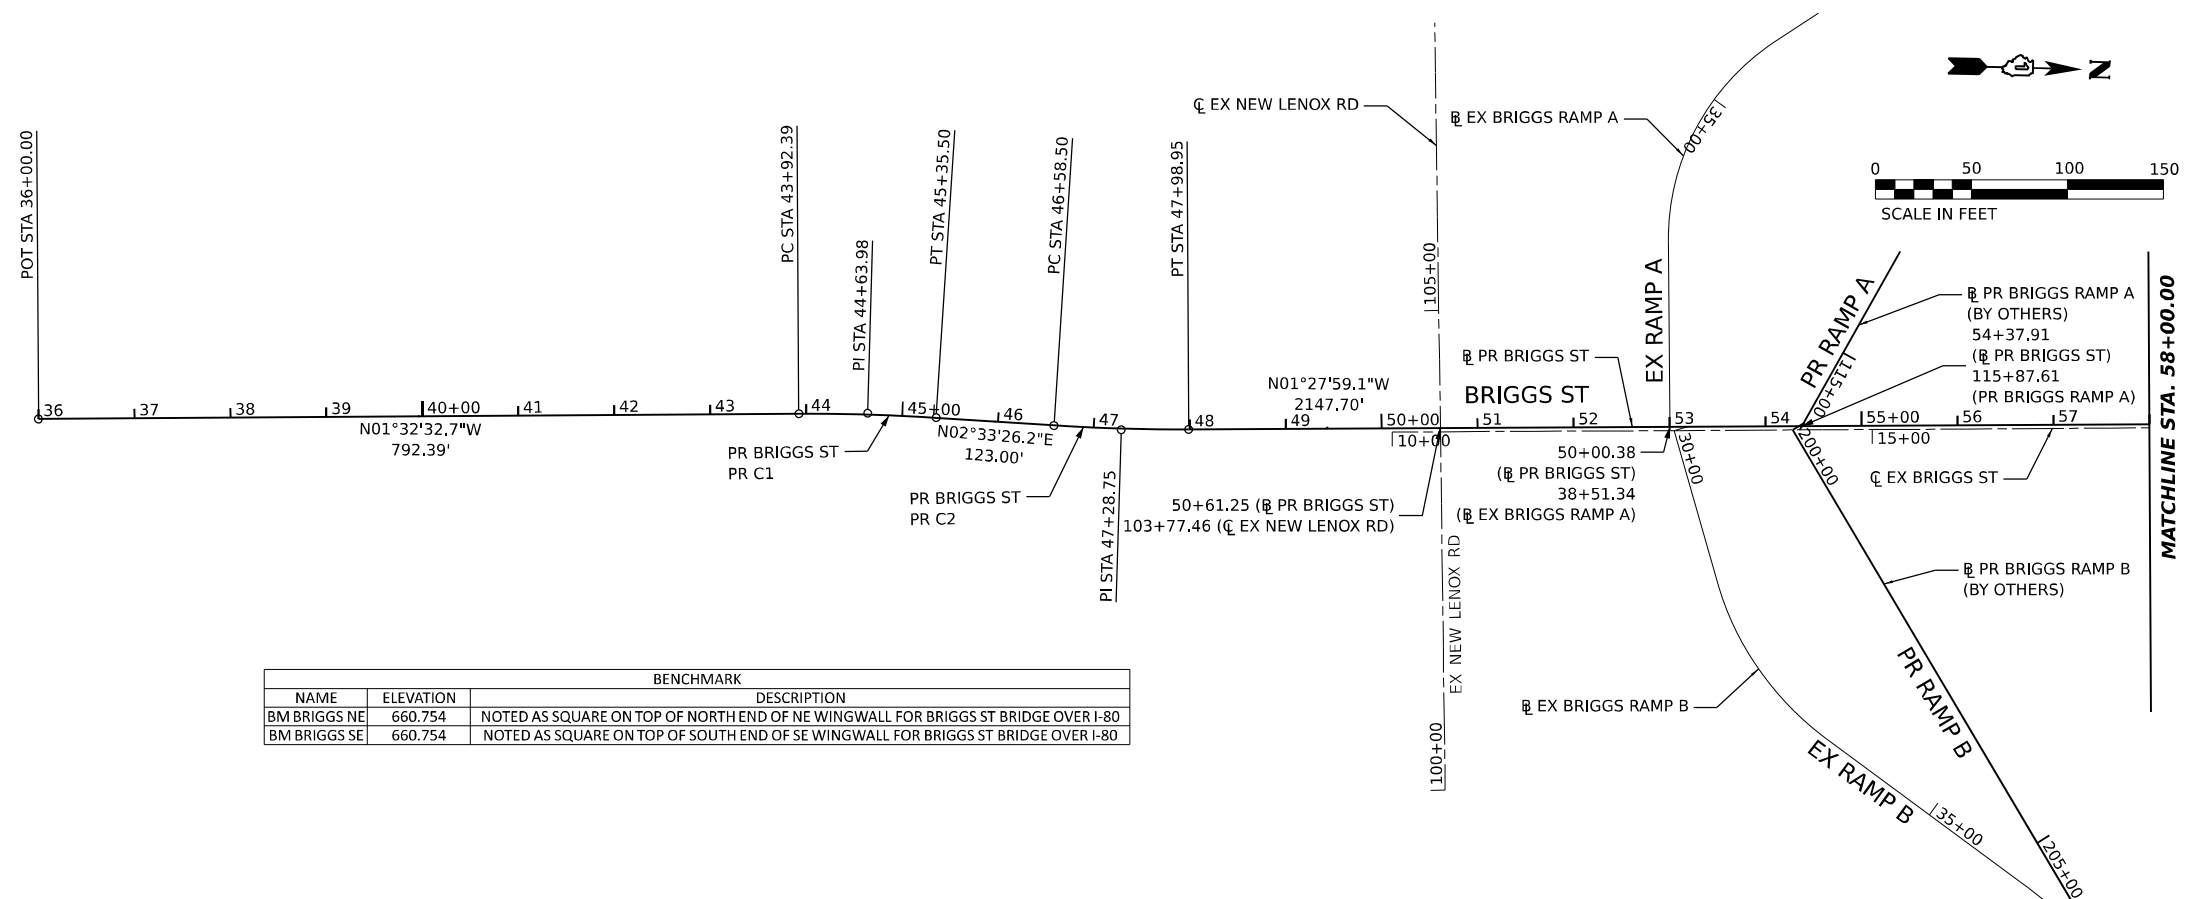 POT STA 36+00.00
PC STA 43+92.39
PI STA 44+63.98
PT STA 45+35.50
PC STA 46+58.50
PT STA 47+98.95
PI STA 47+28.75
℄ EX NEW LENOX RD
B̲L EX BRIGGS RAMP A
35+00
N
0 50 100 150
SCALE IN FEET
105+00
EX RAMP A
PR RAMP A
115+00
BL PR BRIGGS RAMP A
(BY OTHERS)
54+37.91
(BL PR BRIGGS ST)
115+87.61
(PR BRIGGS RAMP A)
MATCHLINE STA. 58+00.00
BL PR BRIGGS ST
BRIGGS ST
N01°27'59.1"W
2147.70'
36 37 38 39 40+00 41 42 43 44 45+00 46 47 48 49 50+00 51 52 53 54 55+00 56 57
10+00
15+00
N01°32'32.7"W
792.39'
N02°33'26.2"E
123.00'
PR BRIGGS ST
PR C1
PR BRIGGS ST
PR C2
50+61.25 (BL PR BRIGGS ST)
103+77.46 (℄ EX NEW LENOX RD)
50+00.38
(BL PR BRIGGS ST)
38+51.34
(BL EX BRIGGS RAMP A)
30+00
200+00
℄ EX BRIGGS ST
EX NEW LENOX RD
100+00
BL PR BRIGGS RAMP B
(BY OTHERS)
PR RAMP B
BL EX BRIGGS RAMP B
EX RAMP B
35+00
205+00
BENCHMARK
NAME ELEVATION DESCRIPTION
BM BRIGGS NE 660.754 NOTED AS SQUARE ON TOP OF NORTH END OF NE WINGWALL FOR BRIGGS ST BRIDGE OVER I-80
BM BRIGGS SE 660.754 NOTED AS SQUARE ON TOP OF SOUTH END OF SE WINGWALL FOR BRIGGS ST BRIDGE OVER I-80